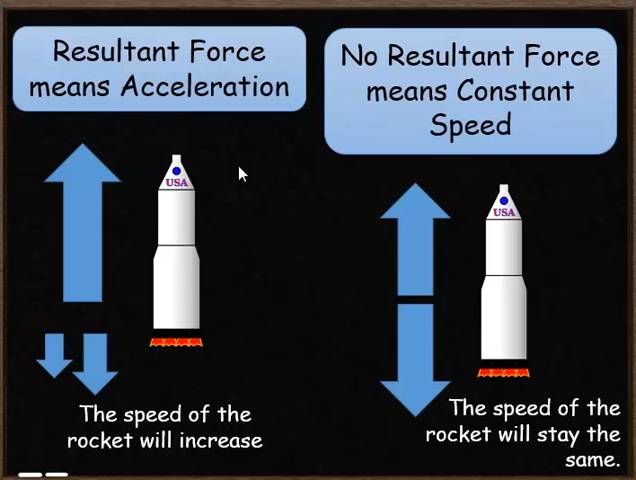 Resultant Force
means Acceleration
No Resultant Force
means Constant
Speed
USA
USA
The speed of the
rocket will increase
The speed of the
rocket will stay the
same.